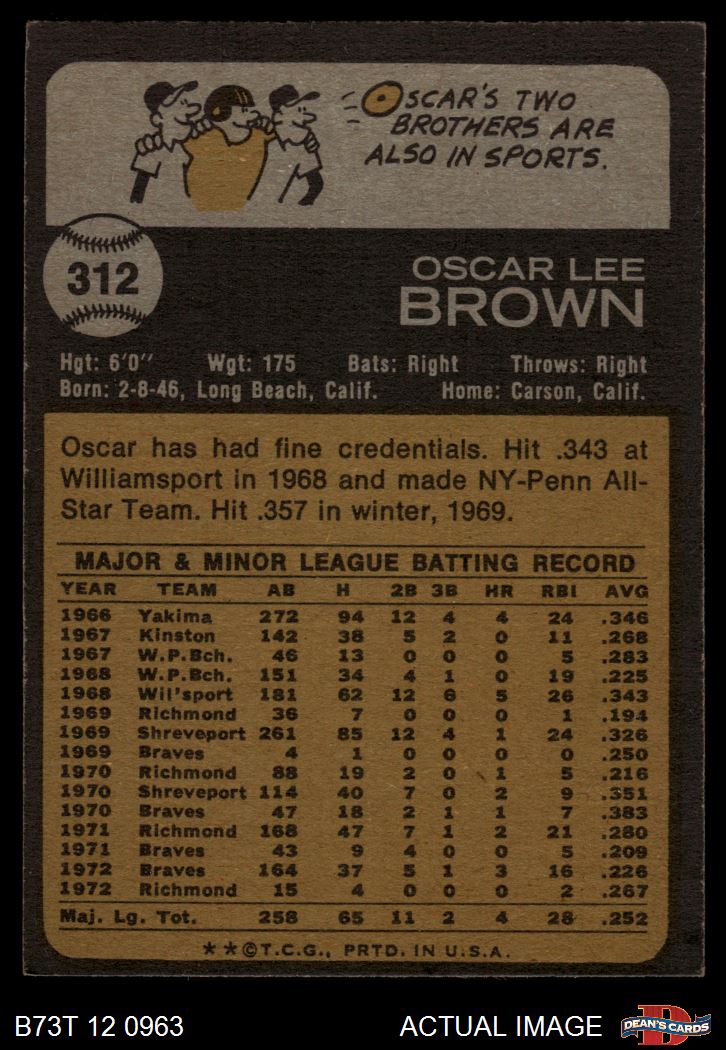 OSCAR'S TWO
BROTHERS ARE
ALSO IN SPORTS.
312
OSCAR LEE
BROWN
Hgt: 6'0" Wgt: 175 Bats: Right Throws: Right
Born: 2-8-46, Long Beach, Calif. Home: Carson, Calif.
Oscar has had fine credentials. Hit .343 at
Williamsport in 1968 and made NY-Penn All-
Star Team. Hit .357 in winter, 1969.
MAJOR & MINOR LEAGUE BATTING RECORD
YEAR TEAM AB H 2B 3B HR RBI AVG
1966 Yakima 272 94 12 4 4 24 .346
1967 Kinston 142 38 5 2 0 11 .268
1967 W.P.Bch. 46 13 0 0 0 5 .283
1968 W.P.Bch. 151 34 4 1 0 19 .225
1968 Wil'sport 181 62 12 6 5 26 .343
1969 Richmond 36 7 0 0 0 1 .194
1969 Shreveport 261 85 12 4 1 24 .326
1969 Braves 4 1 0 0 0 0 .250
1970 Richmond 88 19 2 0 1 5 .216
1970 Shreveport 114 40 7 0 2 9 .351
1970 Braves 47 18 2 1 1 7 .383
1971 Richmond 168 47 7 1 2 21 .280
1971 Braves 43 9 4 0 0 5 .209
1972 Braves 164 37 5 1 3 16 .226
1972 Richmond 15 4 0 0 0 2 .267
Maj. Lg. Tot. 258 65 11 2 4 28 .252
**©T.C.G., PRTD. IN U.S.A.
B73T 12 0963 ACTUAL IMAGE
D
DEAN'S CARDS